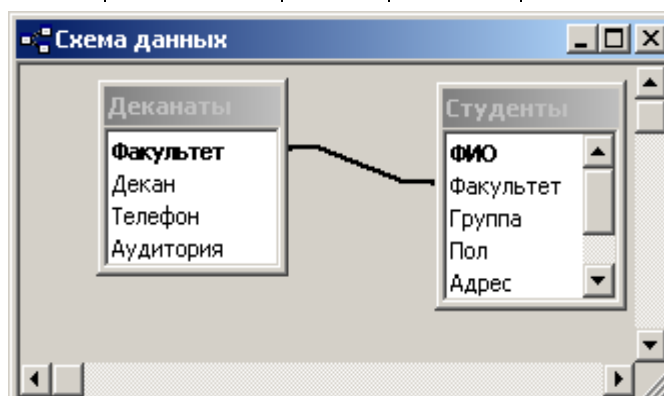 Схема данных
Деканаты
Факультет
Декан
Телефон
Аудитория
Студенты
ФИО
Факультет
Группа
Пол
Адрес